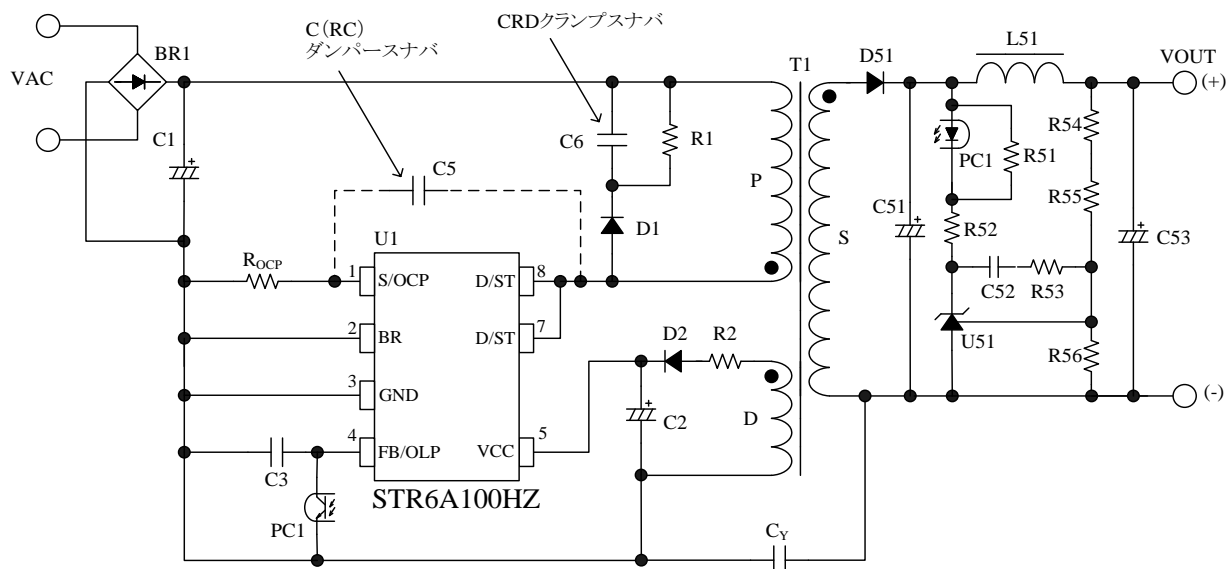 C(RC)
ダンパースナバ
CRDクランプスナバ
BR1
VAC
C1
C5
C6
R1
D1
P
T1
S
D51
L51
VOUT
(+)
PC1
R51
R54
R55
C51
R52
C53
C52
R53
U51
R56
(-)
ROCP
U1
1
S/OCP
D/ST
8
2
BR
D/ST
7
3
GND
4
FB/OLP
VCC
5
STR6A100HZ
D2
R2
C2
D
C3
PC1
CY